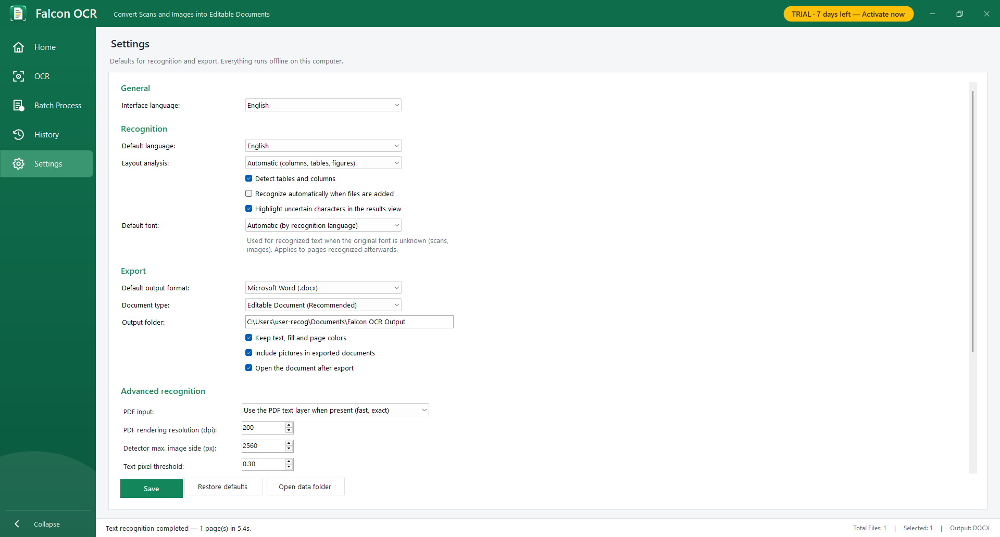 Falcon OCR
Convert Scans and Images into Editable Documents
TRIAL · 7 days left — Activate now
Home
OCR
Batch Process
History
Settings
Collapse
Settings
Defaults for recognition and export. Everything runs offline on this computer.
General
Interface language: English
Recognition
Default language: English
Layout analysis: Automatic (columns, tables, figures)
Detect tables and columns
Recognize automatically when files are added
Highlight uncertain characters in the results view
Default font: Automatic (by recognition language)
Used for recognized text when the original font is unknown (scans,
images). Applies to pages recognized afterwards.
Export
Default output format: Microsoft Word (.docx)
Document type: Editable Document (Recommended)
Output folder: C:\Users\user-recog\Documents\Falcon OCR Output
Keep text, fill and page colors
Include pictures in exported documents
Open the document after export
Advanced recognition
PDF input: Use the PDF text layer when present (fast, exact)
PDF rendering resolution (dpi): 200
Detector max. image side (px): 2560
Text pixel threshold: 0.30
Save Restore defaults Open data folder
Text recognition completed — 1 page(s) in 5.4s.
Total Files: 1 | Selected: 1 | Output: DOCX